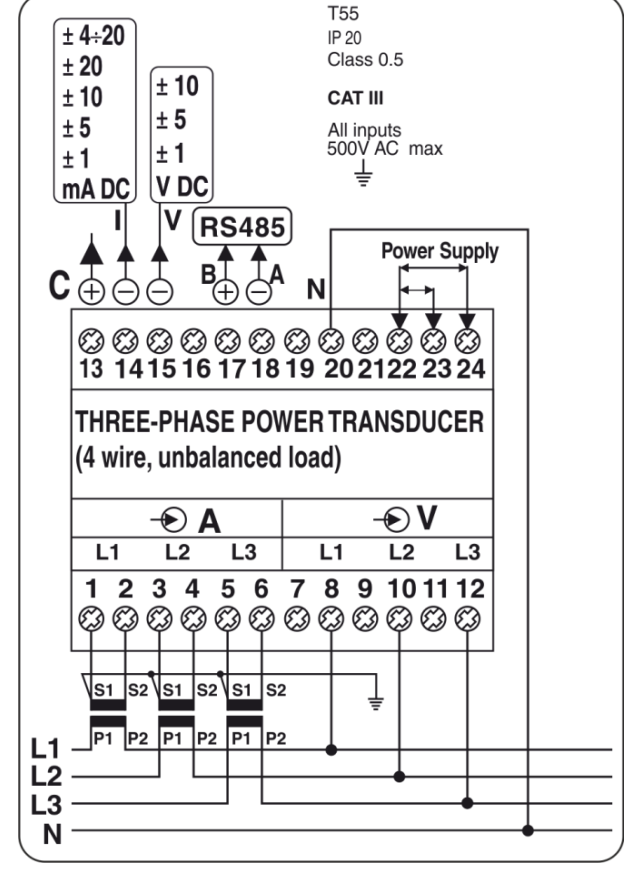 ± 4÷20
± 20
± 10
± 5
± 1
mA DC
± 10
± 5
± 1
V DC
T55
IP 20
Class 0.5
CAT III
All inputs
500V AC max
I
V
RS485
Power Supply
C
B
A
N
13 14 15 16 17 18 19 20 21 22 23 24
THREE-PHASE POWER TRANSDUCER
(4 wire, unbalanced load)
A
V
L1 L2 L3 L1 L2 L3
1 2 3 4 5 6 7 8 9 10 11 12
S1 S2 S1 S2 S1 S2
P1 P2 P1 P2 P1 P2
L1
L2
L3
N